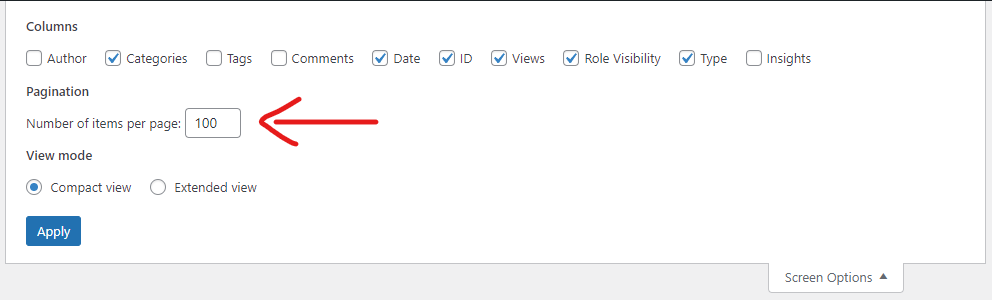 Columns
Author Categories Tags Comments Date ID Views Role Visibility Type Insights
Pagination
Number of items per page: 100
View mode
Compact view Extended view
Apply
Screen Options